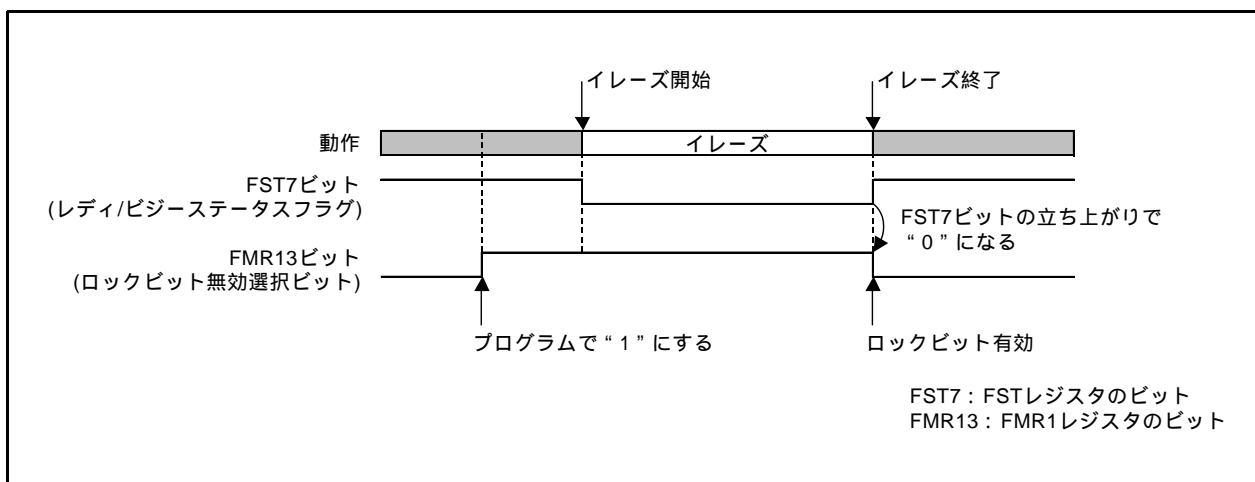 イレーズ開始
イレーズ終了
動作
イレーズ
FST7ビット
(レディ/ビジーステータスフラグ)
FST7ビットの立ち上がりで
“0”になる
FMR13ビット
(ロックビット無効選択ビット)
プログラムで“1”にする
ロックビット有効
FST7：FSTレジスタのビット
FMR13：FMR1レジスタのビット